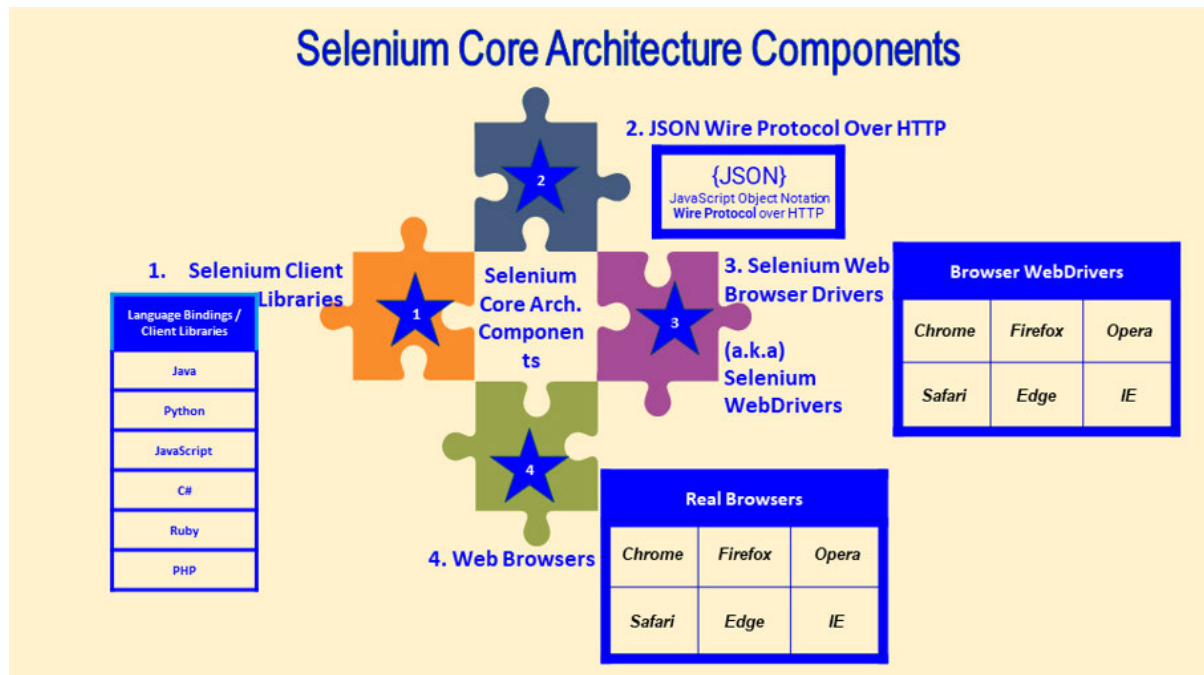 Selenium Core Architecture Components
2. JSON Wire Protocol Over HTTP
{JSON}
JavaScript Object Notation
Wire Protocol over HTTP
2
1. Selenium Client
Libraries
Language Bindings /
Client Libraries
Java
Python
JavaScript
C#
Ruby
PHP
1
Selenium
Core Arch.
Componen
ts
3
3. Selenium Web
Browser Drivers
(a.k.a)
Selenium
WebDrivers
Browser WebDrivers
Chrome Firefox Opera
Safari Edge IE
4
4. Web Browsers
Real Browsers
Chrome Firefox Opera
Safari Edge IE